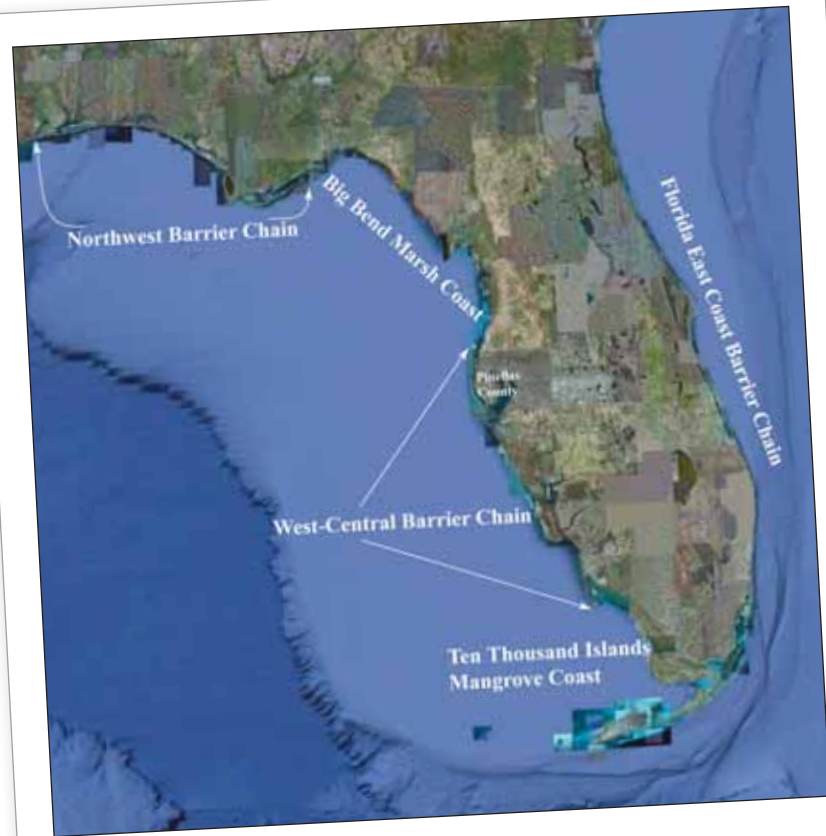 Northwest Barrier Chain
Big Bend Marsh Coast
Florida East Coast Barrier Chain
Pinellas
County
West-Central Barrier Chain
Ten Thousand Islands
Mangrove Coast